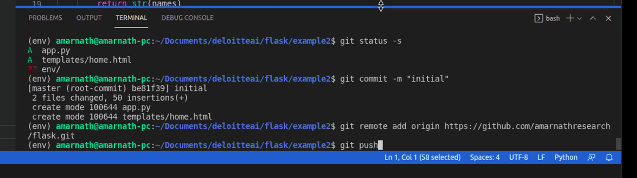 19 return str(names)
PROBLEMS OUTPUT TERMINAL DEBUG CONSOLE bash
(env) amarnath@amarnath-pc:~/Documents/deloitteai/flask/example2$ git status -s
A app.py
A templates/home.html
?? env/
(env) amarnath@amarnath-pc:~/Documents/deloitteai/flask/example2$ git commit -m "initial"
[master (root-commit) be81f39] initial
2 files changed, 50 insertions(+)
create mode 100644 app.py
create mode 100644 templates/home.html
(env) amarnath@amarnath-pc:~/Documents/deloitteai/flask/example2$ git remote add origin https://github.com/amarnathresearch
/flask.git
(env) amarnath@amarnath-pc:~/Documents/deloitteai/flask/example2$ git push
Ln 1, Col 1 (58 selected) Spaces: 4 UTF-8 LF Python